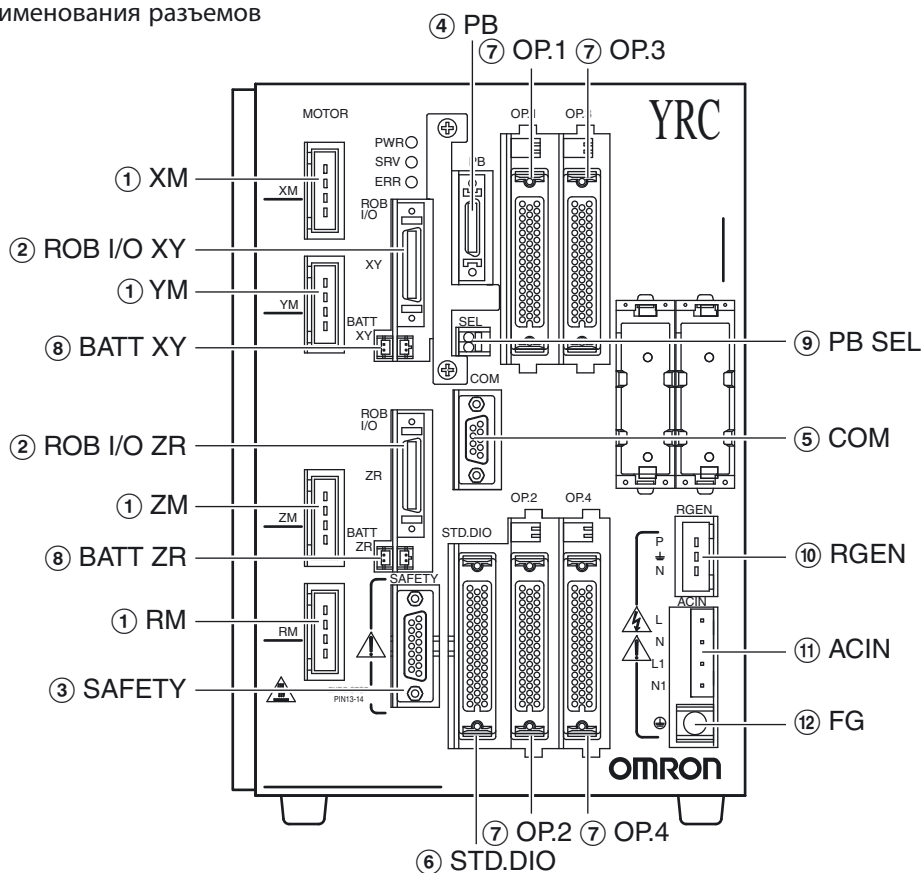 именования разъемов
④ PB
⑦ OP.1 ⑦ OP.3
MOTOR
OP.1
YRC
PWR
SRV
ERR
PB
① XM
XM
ROB I/O
② ROB I/O XY
XY
① YM
YM
BATT XY
SEL
⑧ BATT XY
⑨ PB SEL
COM
ROB I/O
② ROB I/O ZR
ZR
⑤ COM
① ZM
ZM
OP.2 OP.4
RGEN
BATT ZR
STD.DIO
P
N
⑩ RGEN
⑧ BATT ZR
SAFETY
ACIN
① RM
RM
L
N
L1
N1
⑪ ACIN
③ SAFETY
PIN13-14
⑫ FG
OMRON
⑦ OP.2 ⑦ OP.4
⑥ STD.DIO